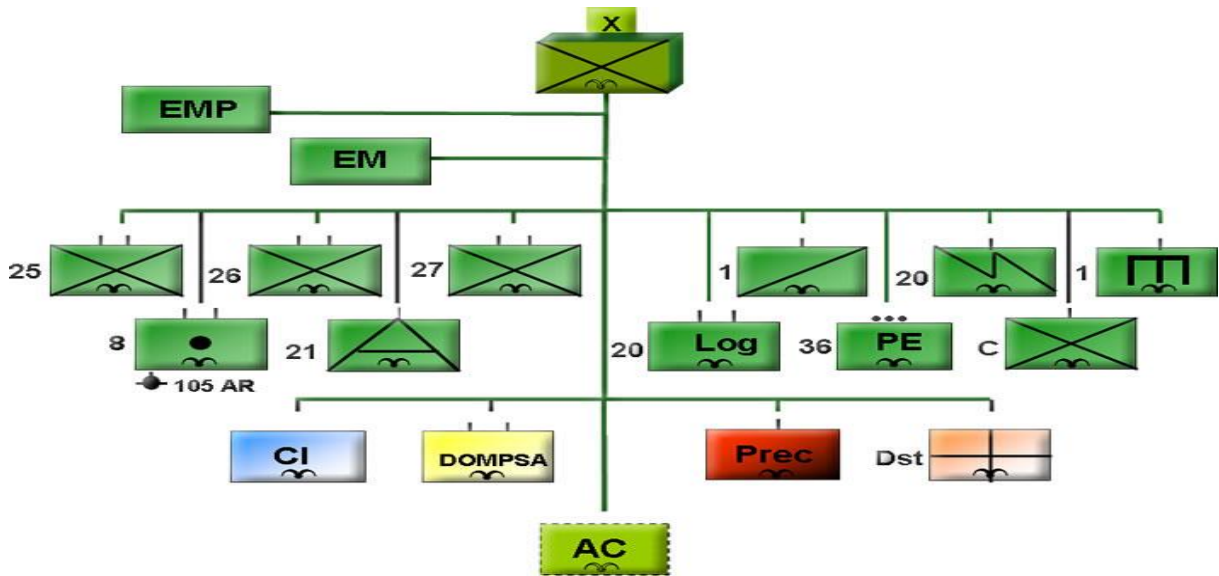 X
EMP
EM
25
26
27
1
20
1
8
105 AR
21
20 Log
36 PE
C
CI
DOMPSA
Prec
Dst
AC